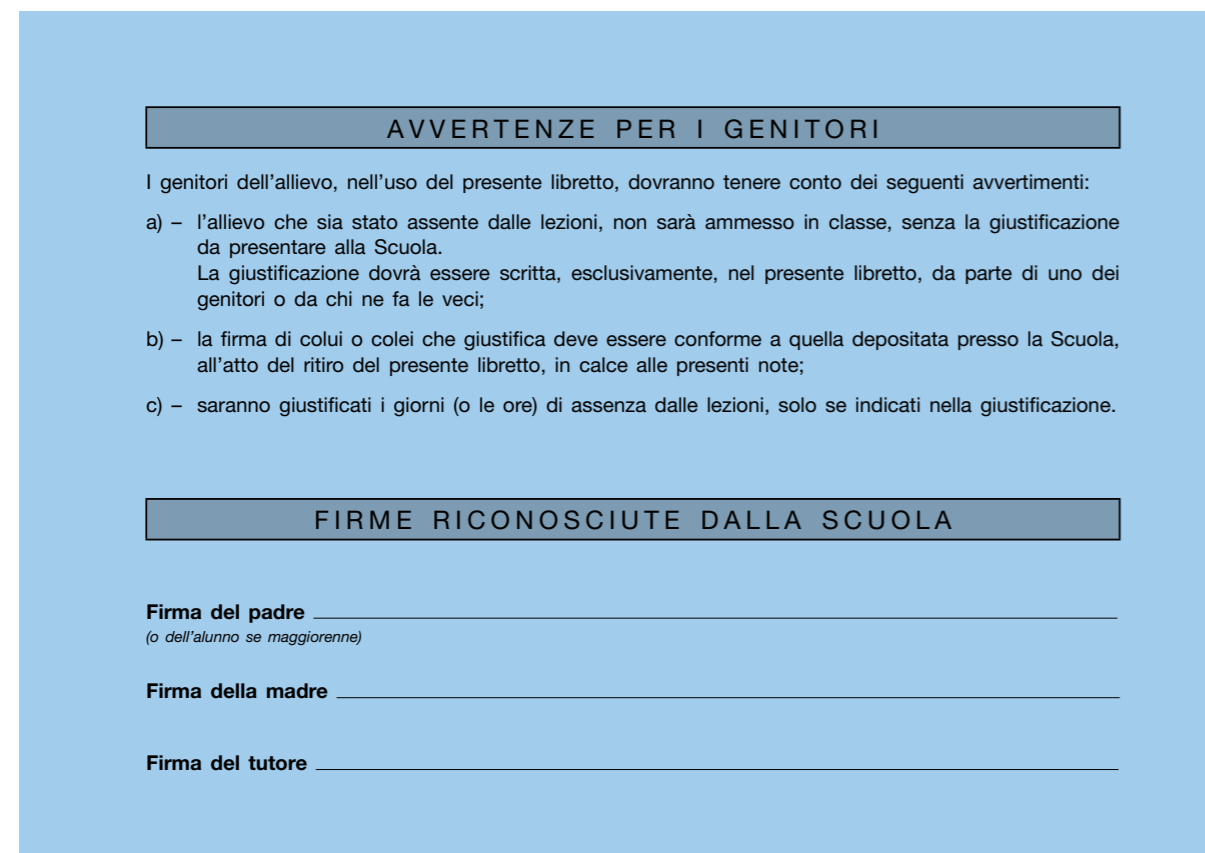 AVVERTENZE PER I GENITORI
I genitori dell’allievo, nell’uso del presente libretto, dovranno tenere conto dei seguenti avvertimenti:
a) – l’allievo che sia stato assente dalle lezioni, non sarà ammesso in classe, senza la giustificazione
da presentare alla Scuola.
La giustificazione dovrà essere scritta, esclusivamente, nel presente libretto, da parte di uno dei
genitori o da chi ne fa le veci;
b) – la firma di colui o colei che giustifica deve essere conforme a quella depositata presso la Scuola,
all’atto del ritiro del presente libretto, in calce alle presenti note;
c) – saranno giustificati i giorni (o le ore) di assenza dalle lezioni, solo se indicati nella giustificazione.
FIRME RICONOSCIUTE DALLA SCUOLA
Firma del padre
(o dell’alunno se maggiorenne)
Firma della madre
Firma del tutore